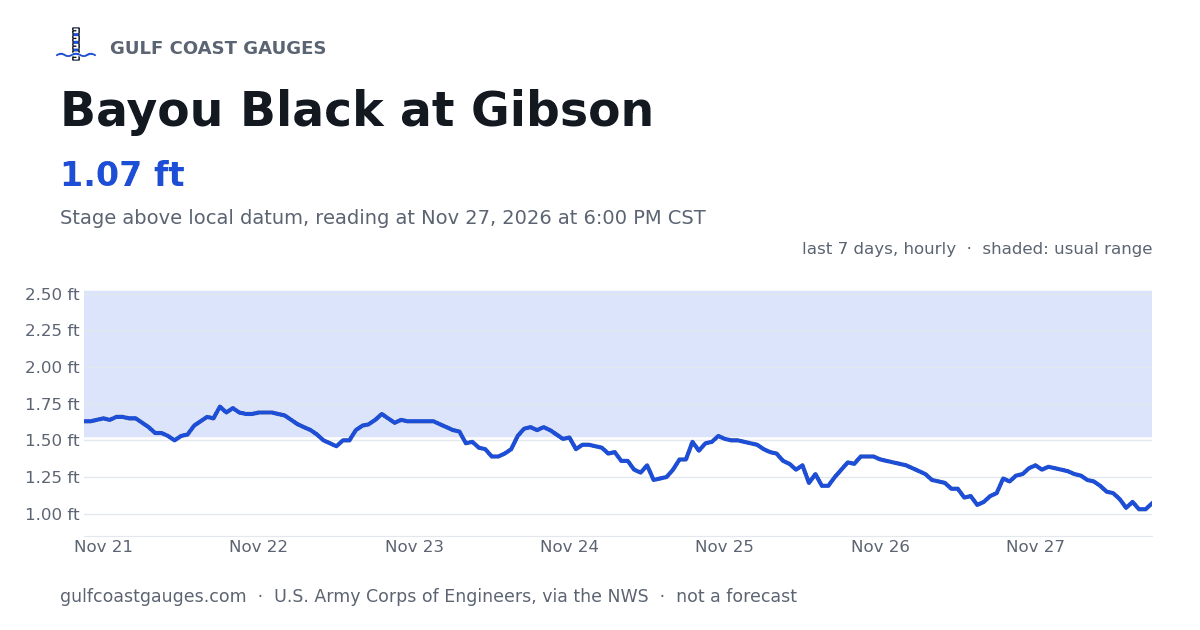 GULF COAST GAUGES
Bayou Black at Gibson
1.07 ft
Stage above local datum, reading at Nov 27, 2026 at 6:00 PM CST
last 7 days, hourly · shaded: usual range
2.50 ft
2.25 ft
2.00 ft
1.75 ft
1.50 ft
1.25 ft
1.00 ft
Nov 21 Nov 22 Nov 23 Nov 24 Nov 25 Nov 26 Nov 27
gulfcoastgauges.com · U.S. Army Corps of Engineers, via the NWS · not a forecast